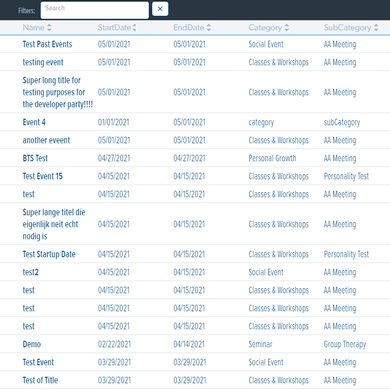 Filters: Search ×
Name StartDate EndDate Category SubCategory
Test Past Events 05/01/2021 05/01/2021 Social Event AA Meeting
testing event 05/01/2021 05/01/2021 Classes & Workshops AA Meeting
Super long title for
testing purposes for 05/01/2021 05/01/2021 Classes & Workshops AA Meeting
the developer party!!!!
Event 4 01/01/2021 05/01/2021 category subCategory
another eveent 05/01/2021 05/01/2021 Classes & Workshops AA Meeting
BTS Test 04/27/2021 04/27/2021 Personal Growth AA Meeting
Test Event 15 04/15/2021 04/15/2021 Classes & Workshops Personality Test
test 04/15/2021 04/15/2021 Classes & Workshops AA Meeting
Super lange titel die
eigenlijk neit echt 04/15/2021 04/15/2021 Classes & Workshops AA Meeting
nodig is
Test Startup Date 04/15/2021 04/15/2021 Classes & Workshops Personality Test
test2 04/15/2021 04/15/2021 Social Event AA Meeting
test 04/15/2021 04/15/2021 Classes & Workshops AA Meeting
test 04/15/2021 04/15/2021 Classes & Workshops AA Meeting
test 04/15/2021 04/15/2021 Classes & Workshops AA Meeting
Demo 02/22/2021 04/14/2021 Seminar Group Therapy
Test Event 03/29/2021 03/29/2021 Social Event AA Meeting
Test of Title 03/29/2021 03/29/2021 Classes & Workshops AA Meeting